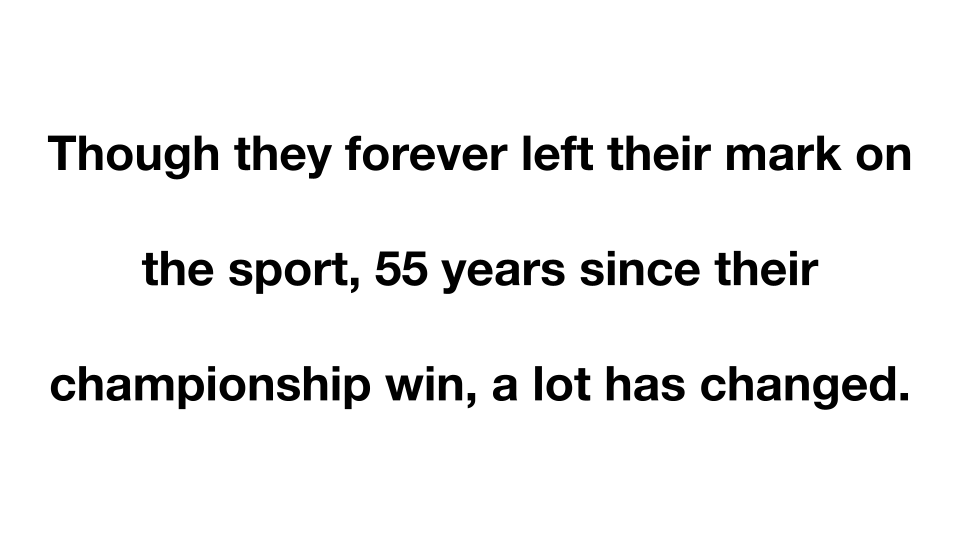 Though they forever left their mark on
the sport, 55 years since their
championship win, a lot has changed.